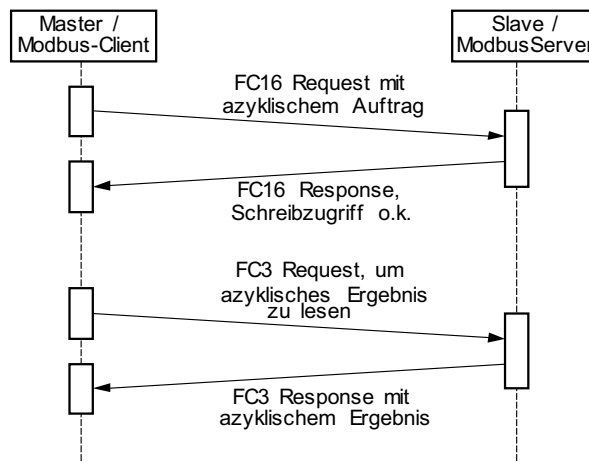 Master /
Modbus-Client
Slave /
ModbusServer
FC16 Request mit
azyklischem Auftrag
FC16 Response,
Schreibzugriff o.k.
FC3 Request, um
azyklisches Ergebnis
zu lesen
FC3 Response mit
azyklischem Ergebnis